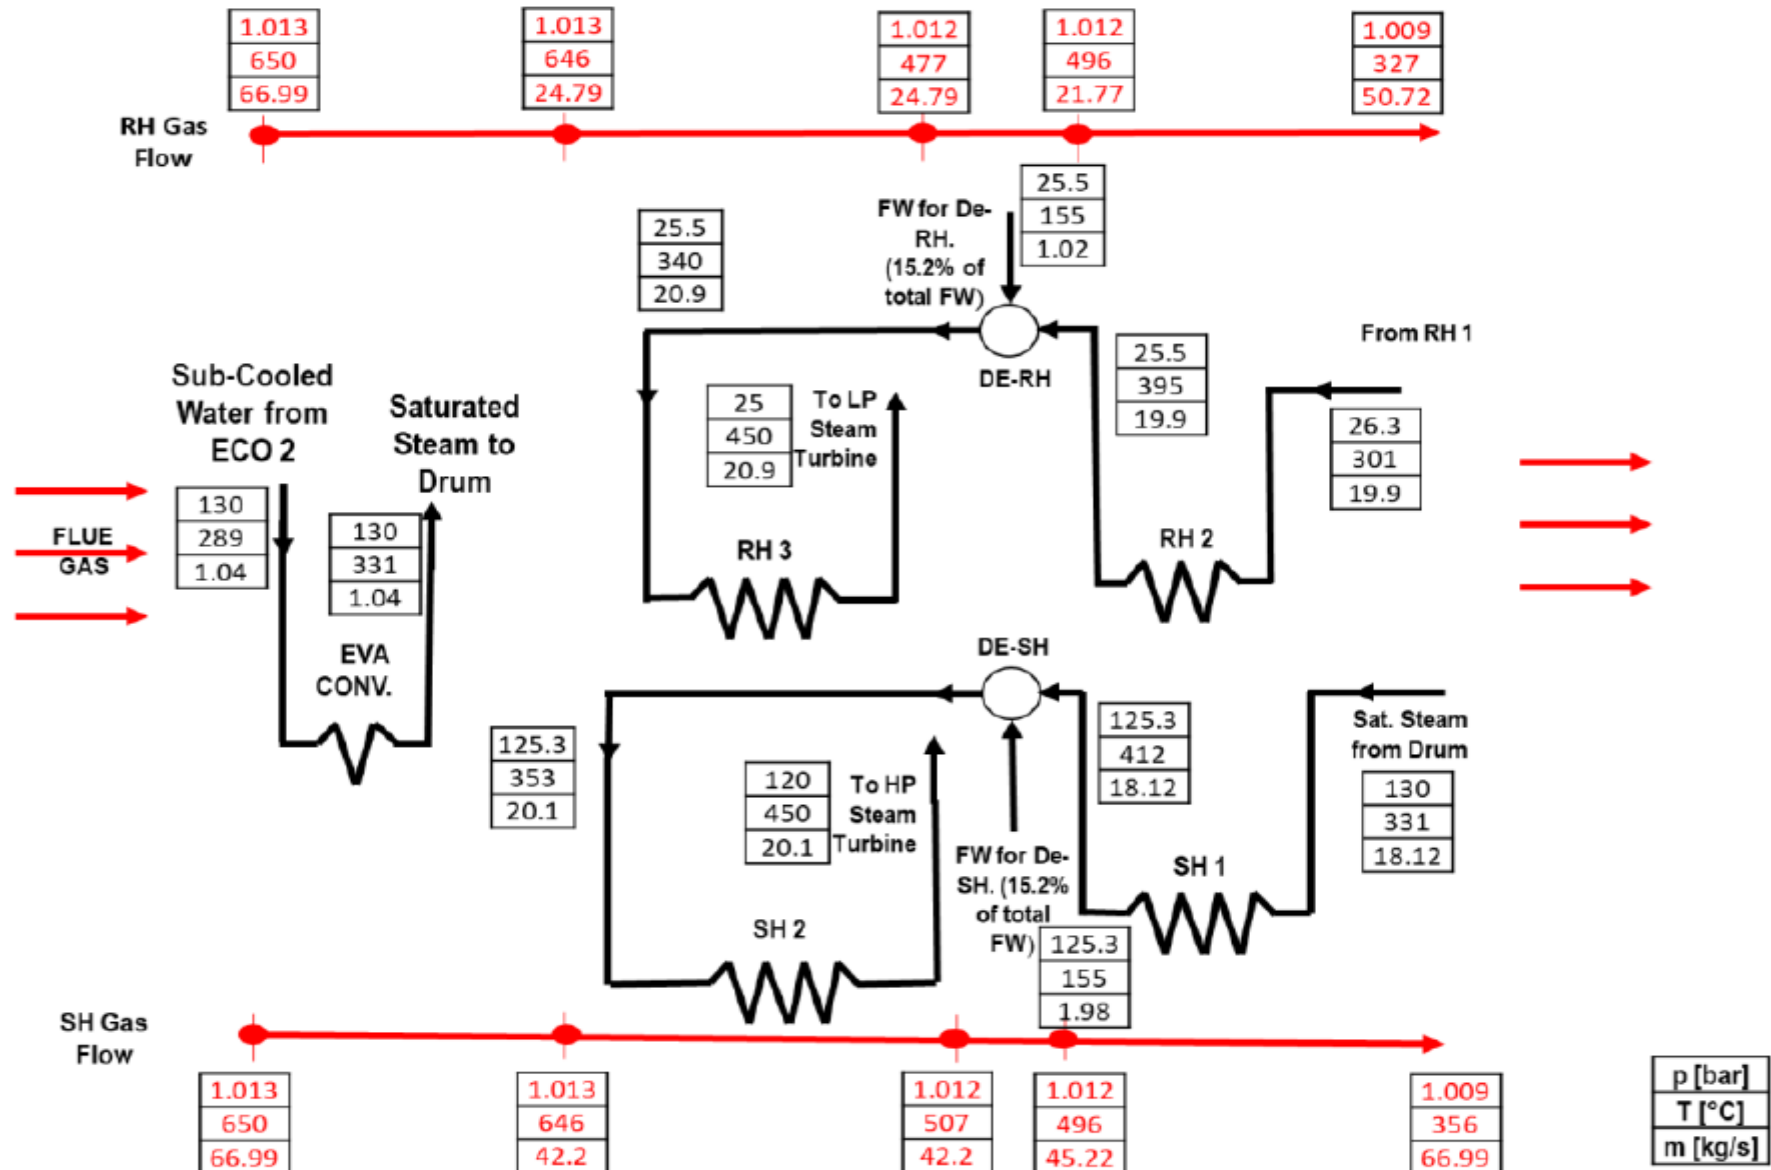 1.013
650
66.99
1.013
646
24.79
1.012
477
24.79
1.012
496
21.77
1.009
327
50.72
RH Gas
Flow
25.5
340
20.9
FW for De-
RH.
(15.2% of
total FW)
25.5
155
1.02
DE-RH
25.5
395
19.9
From RH 1
26.3
301
19.9
Sub-Cooled
Water from
ECO 2
Saturated
Steam to
Drum
25
450
20.9
To LP
Steam
Turbine
FLUE
GAS
130
289
1.04
130
331
1.04
RH 3
RH 2
EVA
CONV.
DE-SH
125.3
353
20.1
120
450
20.1
To HP
Steam
Turbine
125.3
412
18.12
Sat. Steam
from Drum
130
331
18.12
FW for De-
SH. (15.2%
of total
FW)
125.3
155
1.98
SH 1
SH 2
SH Gas
Flow
1.013
650
66.99
1.013
646
42.2
1.012
507
42.2
1.012
496
45.22
1.009
356
66.99
p [bar]
T [°C]
m [kg/s]